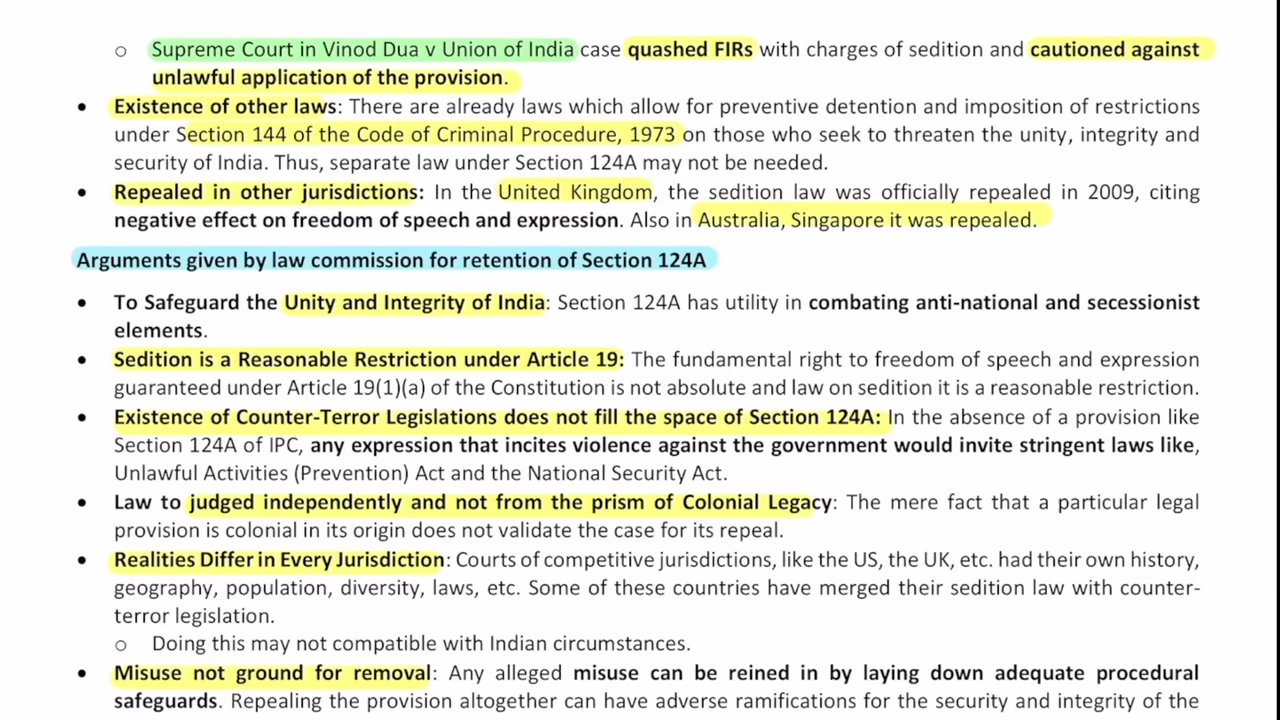 o Supreme Court in Vinod Dua v Union of India case quashed FIRs with charges of sedition and cautioned against
unlawful application of the provision.
• Existence of other laws: There are already laws which allow for preventive detention and imposition of restrictions
under Section 144 of the Code of Criminal Procedure, 1973 on those who seek to threaten the unity, integrity and
security of India. Thus, separate law under Section 124A may not be needed.
• Repealed in other jurisdictions: In the United Kingdom, the sedition law was officially repealed in 2009, citing
negative effect on freedom of speech and expression. Also in Australia, Singapore it was repealed.
Arguments given by law commission for retention of Section 124A
• To Safeguard the Unity and Integrity of India: Section 124A has utility in combating anti-national and secessionist
elements.
• Sedition is a Reasonable Restriction under Article 19: The fundamental right to freedom of speech and expression
guaranteed under Article 19(1)(a) of the Constitution is not absolute and law on sedition it is a reasonable restriction.
• Existence of Counter-Terror Legislations does not fill the space of Section 124A: In the absence of a provision like
Section 124A of IPC, any expression that incites violence against the government would invite stringent laws like,
Unlawful Activities (Prevention) Act and the National Security Act.
• Law to judged independently and not from the prism of Colonial Legacy: The mere fact that a particular legal
provision is colonial in its origin does not validate the case for its repeal.
• Realities Differ in Every Jurisdiction: Courts of competitive jurisdictions, like the US, the UK, etc. had their own history,
geography, population, diversity, laws, etc. Some of these countries have merged their sedition law with counter-
terror legislation.
o Doing this may not compatible with Indian circumstances.
• Misuse not ground for removal: Any alleged misuse can be reined in by laying down adequate procedural
safeguards. Repealing the provision altogether can have adverse ramifications for the security and integrity of the